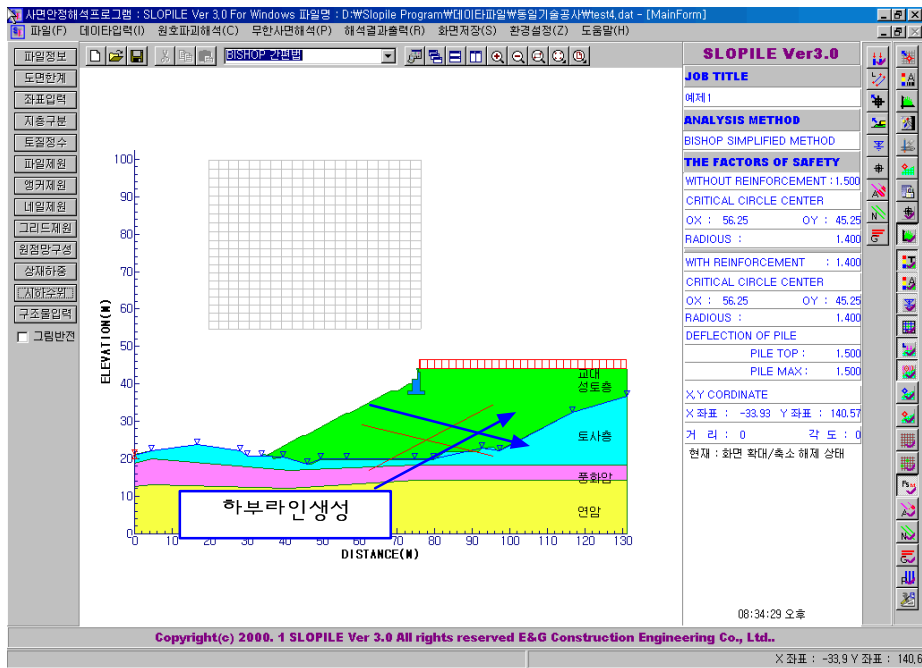 사면안정해석프로그램 : SLOPILE Ver 3.0 For Windows 파일명 : D:₩Slopile Program₩데이타파일₩동일기술공사₩test4.dat - [MainForm]
파일(F) 데이타입력(I) 원호파괴해석(C) 무한사면해석(P) 해석결과출력(R) 화면저장(S) 환경설정(Z) 도움말(H)
BISHOP 간편법
파일정보
도면한계
좌표입력
지층구분
토질정수
파일제원
앵커제원
네일제원
그리드제원
원점망구성
상재하중
지하수위
구조물입력
그림반전
ELEVATION(M)
100
90
80
70
60
50
40
30
20
10
0
교대
성토층
토사층
풍화암
연암
하부라인생성
0 10 20 30 40 50 60 70 80 90 100 110 120 130
DISTANCE(M)
SLOPILE Ver3.0
JOB TITLE
예제1
ANALYSIS METHOD
BISHOP SIMPLIFIED METHOD
THE FACTORS OF SAFETY
WITHOUT REINFORCEMENT : 1.500
CRITICAL CIRCLE CENTER
OX : 56.25 OY : 45.25
RADIOUS : 1.400
WITH REINFORCEMENT : 1.400
CRITICAL CIRCLE CENTER
OX : 56.25 OY : 45.25
RADIOUS : 1.400
DEFLECTION OF PILE
PILE TOP : 1.500
PILE MAX : 1.500
X,Y CORDINATE
X 좌표 : -33.93 Y 좌표 : 140.57
거 리 : 0 각 도 : 0
현재 : 화면 확대/축소 해제 상태
08:34:29 오후
Copyright(c) 2000. 1 SLOPILE Ver 3.0 All rights reserved E&G Construction Engineering Co., Ltd..
X 좌표 : -33,9 Y 좌표 : 140,6